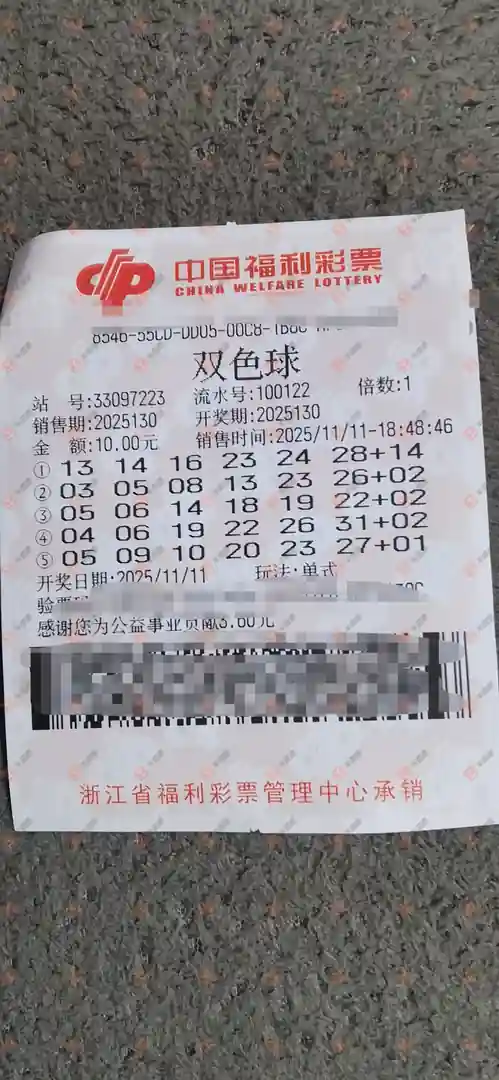 中国福利彩票
CHINA WELFARE LOTTERY
双色球
站 号:33097223 流水号:100122 倍数:1
销售期:2025130 开奖期:2025130
金 额:10.00元 销售时间:2025/11/11-18:48:46
① 13 14 16 23 24 28+14
② 03 05 08 13 23 26+02
③ 05 06 14 18 19 22+02
④ 04 06 19 22 26 31+02
⑤ 05 09 10 20 23 27+01
开奖日期:2025/11/11 玩法:单式
感谢您为公益事业贡献3.60元
浙江省福利彩票管理中心承销